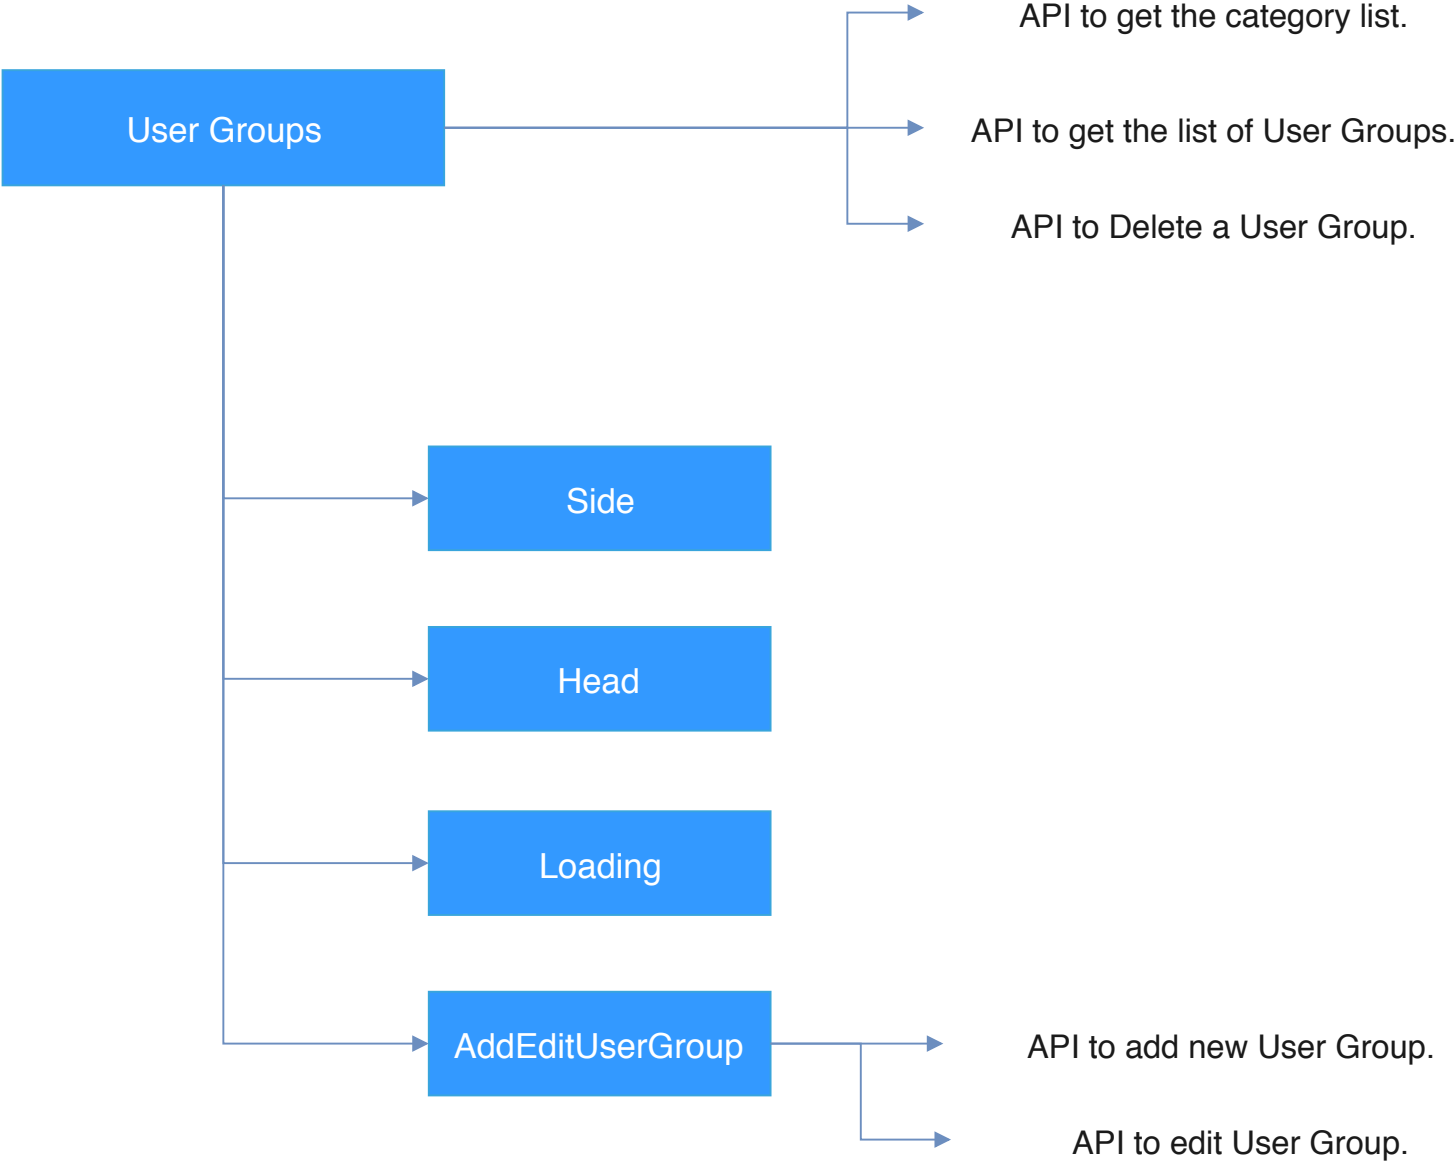 API to get the category list.
User Groups
API to get the list of User Groups.
API to Delete a User Group.
Side
Head
Loading
AddEditUserGroup
API to add new User Group.
API to edit User Group.